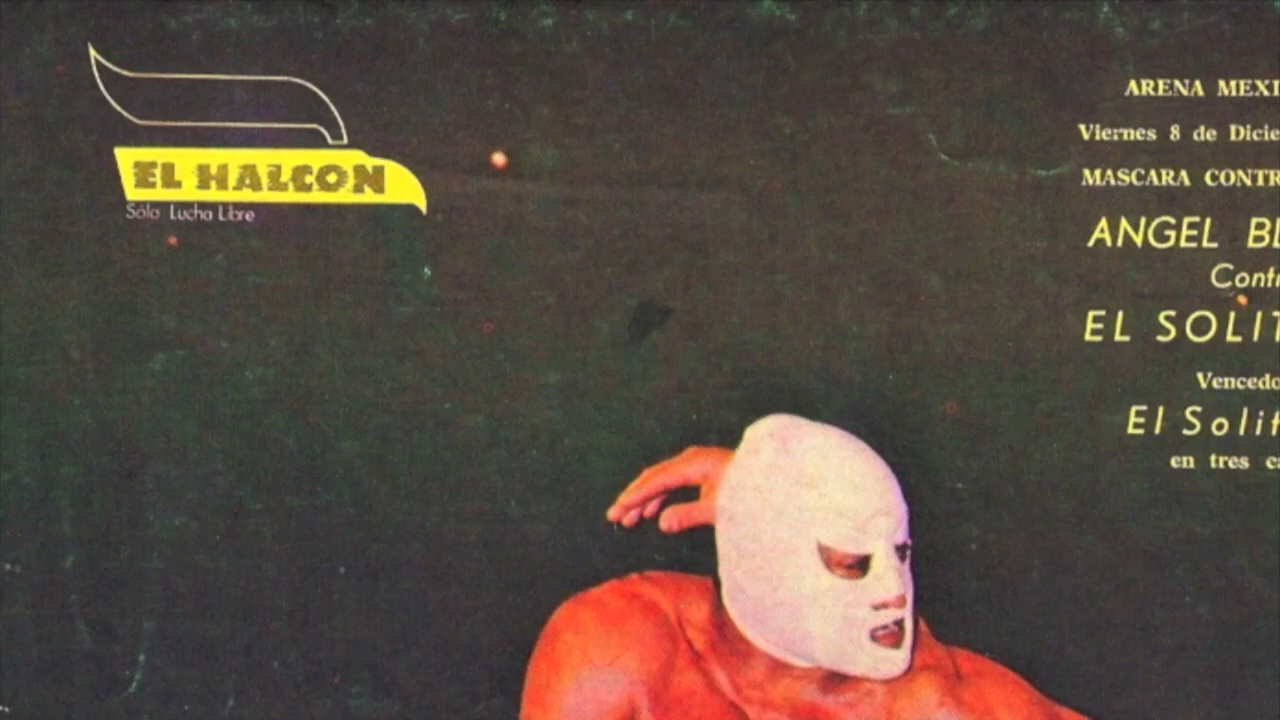 EL HALCON
Sólo Lucha Libre
ARENA MEXI
Viernes 8 de Dicie
MASCARA CONTR
ANGEL BL
Contr
EL SOLIT
Vencedo
El Solit
en tres ca